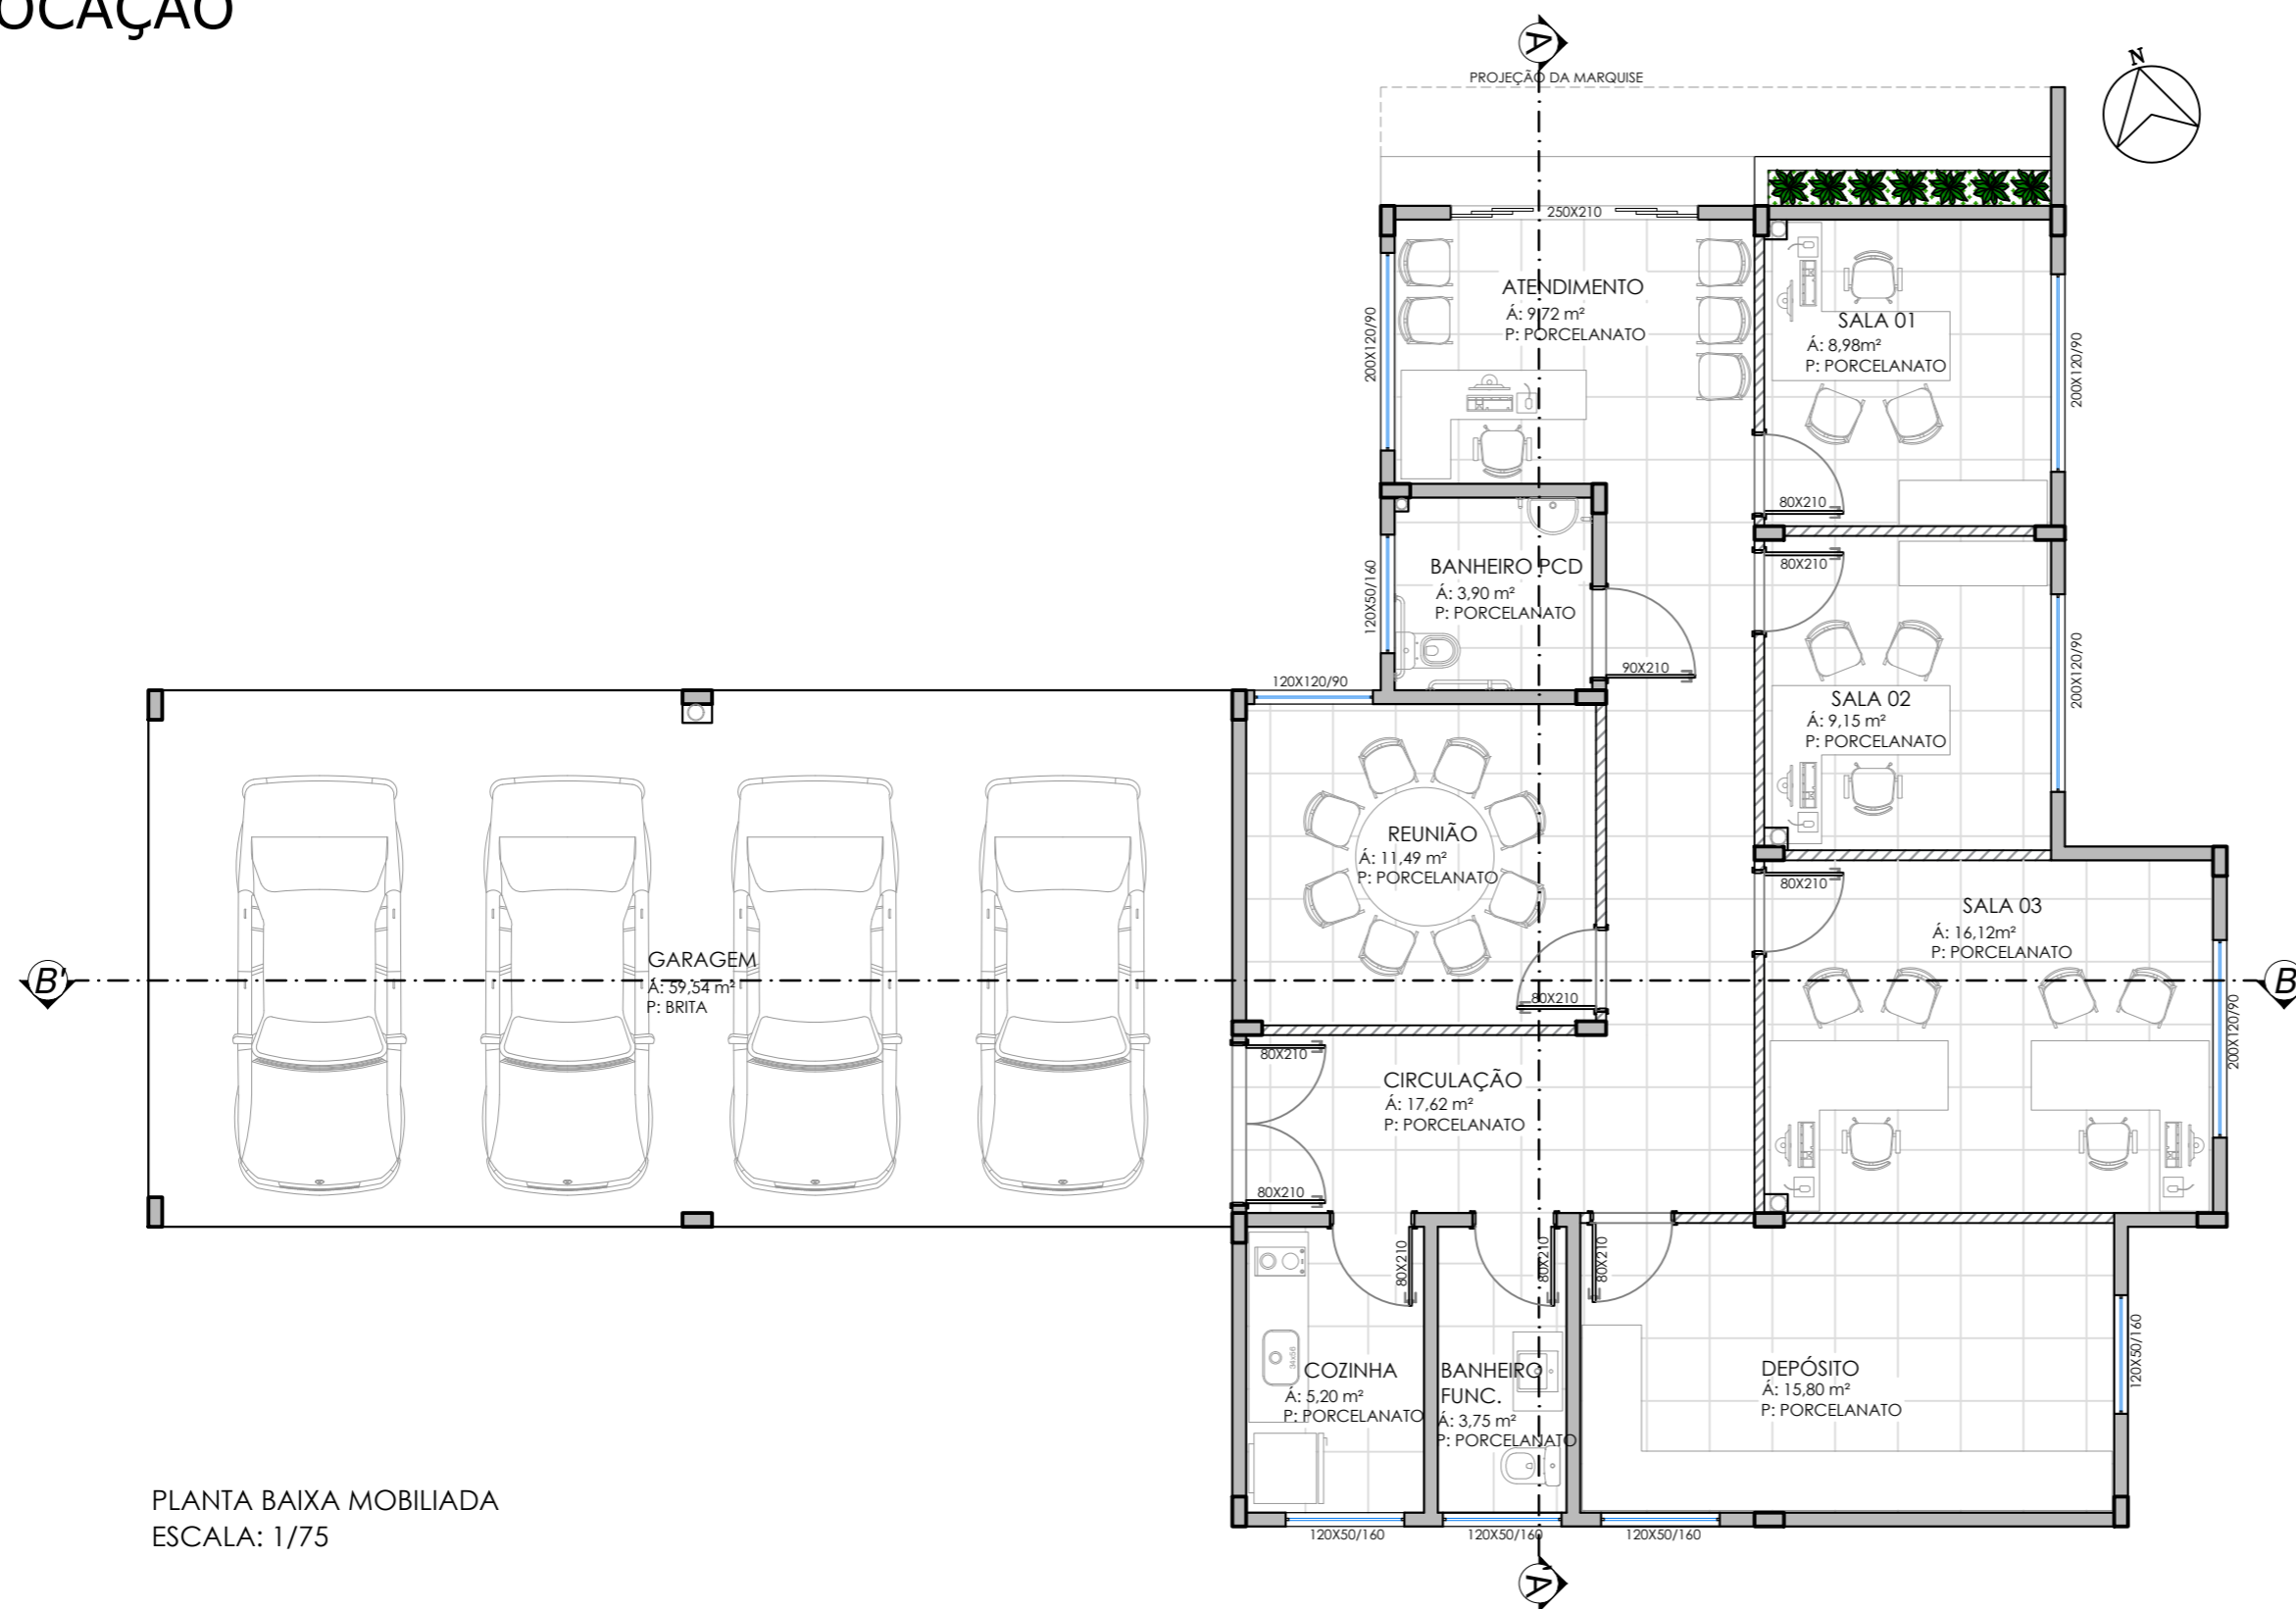 OCAÇÃO
A
PROJEÇÃO DA MARQUISE
N
250X210
ATENDIMENTO
Á: 9,72 m²
P: PORCELANATO
200X120/90
SALA 01
Á: 8,98m²
P: PORCELANATO
200X120/90
80X210
BANHEIRO PCD
Á: 3,90 m²
P: PORCELANATO
120X50/160
90X210
80X210
SALA 02
Á: 9,15 m²
P: PORCELANATO
200X120/90
120X120/90
REUNIÃO
Á: 11,49 m²
P: PORCELANATO
80X210
80X210
SALA 03
Á: 16,12m²
P: PORCELANATO
200X120/90
B'
GARAGEM
Á: 59,54 m²
P: BRITA
B
80X210
CIRCULAÇÃO
Á: 17,62 m²
P: PORCELANATO
80X210
80X210
80X210
80X210
34x56
COZINHA
Á: 5,20 m²
P: PORCELANATO
BANHEIRO
FUNC.
Á: 3,75 m²
P: PORCELANATO
DEPÓSITO
Á: 15,80 m²
P: PORCELANATO
120X50/160
120X50/160
120X50/160
120X50/160
A'
PLANTA BAIXA MOBILIADA
ESCALA: 1/75